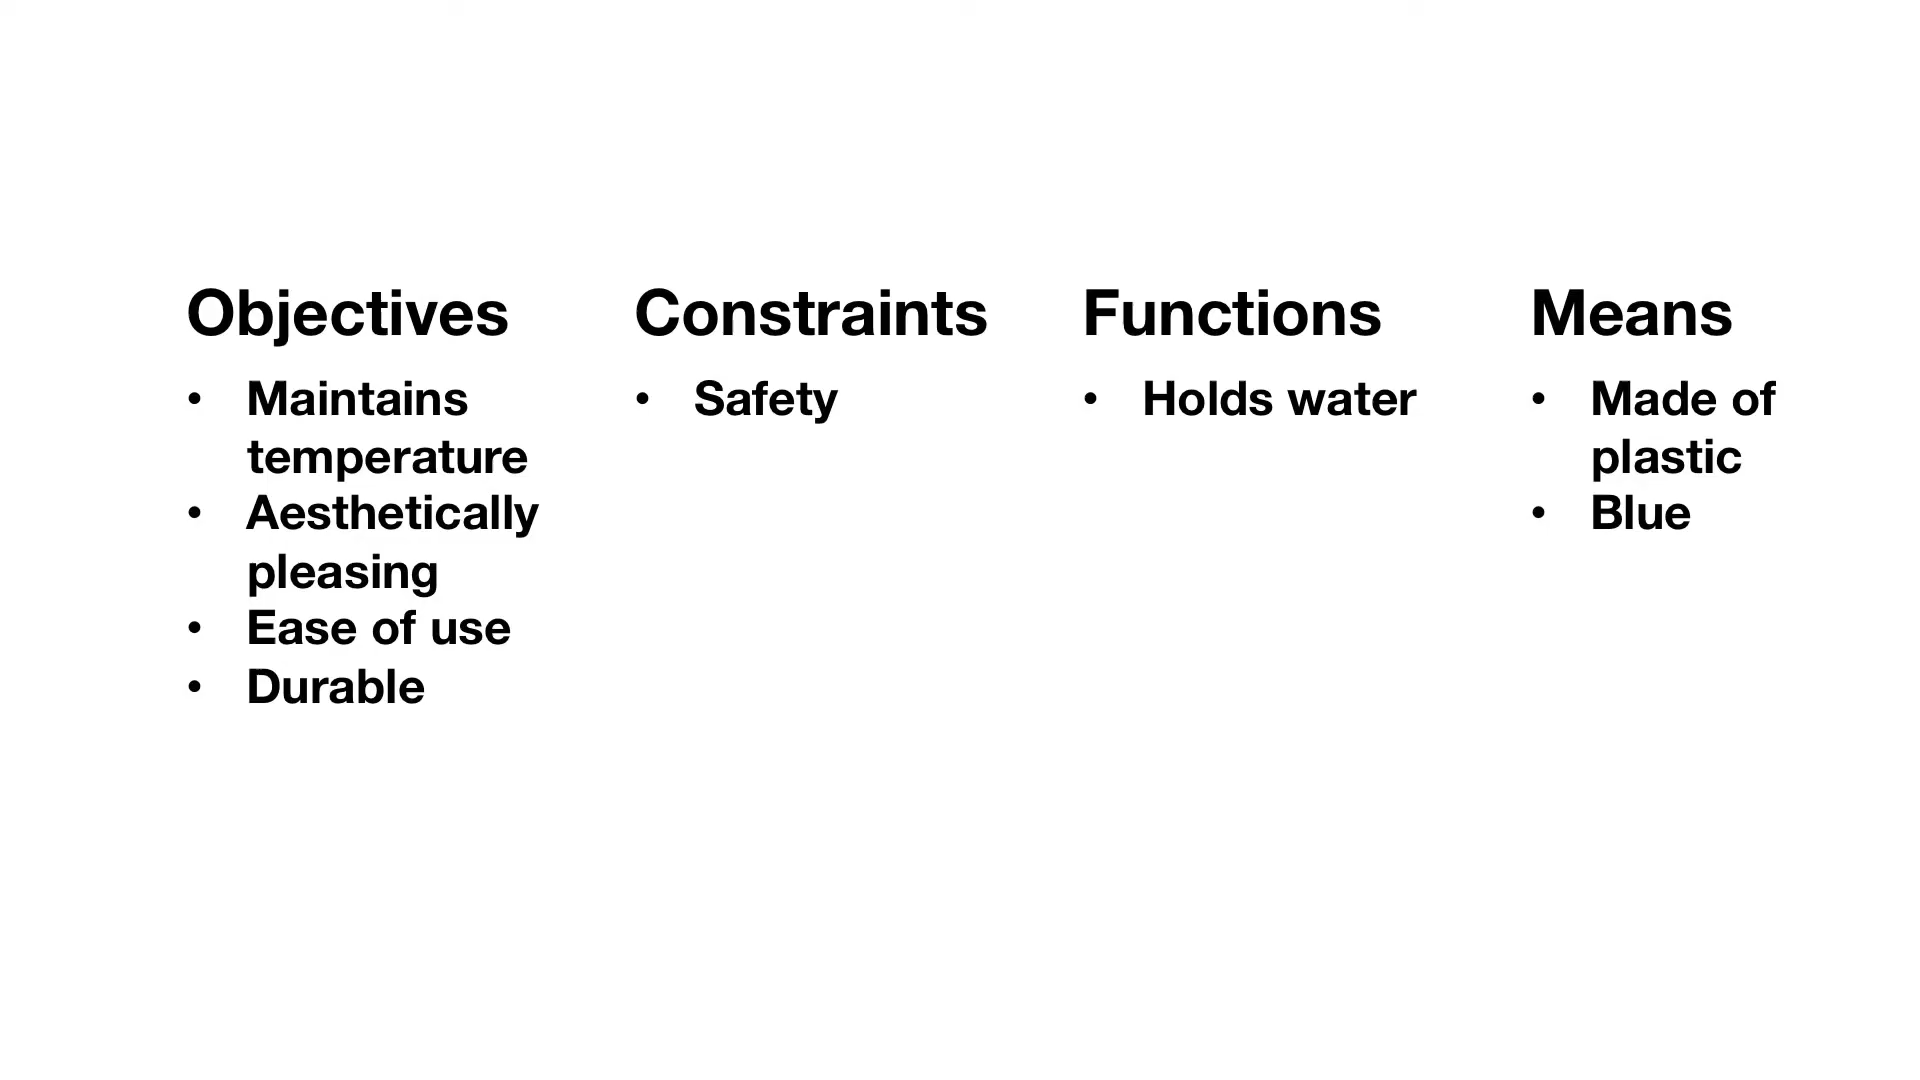 Objectives
• Maintains
temperature
• Aesthetically
pleasing
• Ease of use
• Durable
Constraints
• Safety
Functions
• Holds water
Means
• Made of
plastic
• Blue